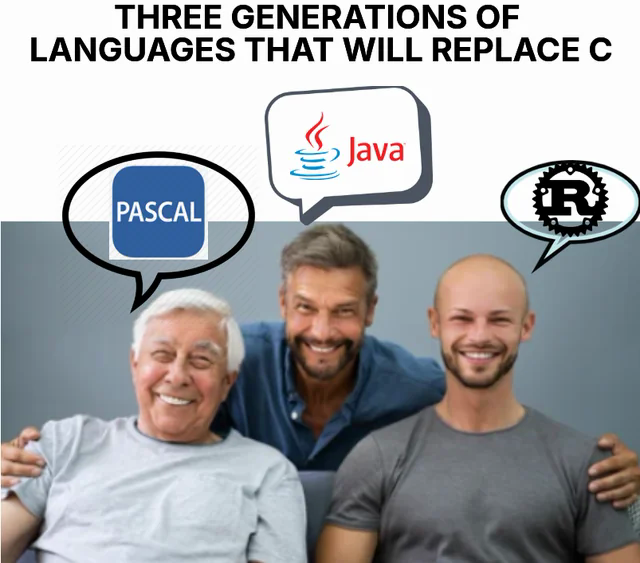 THREE GENERATIONS OF
LANGUAGES THAT WILL REPLACE C
Java
PASCAL
R